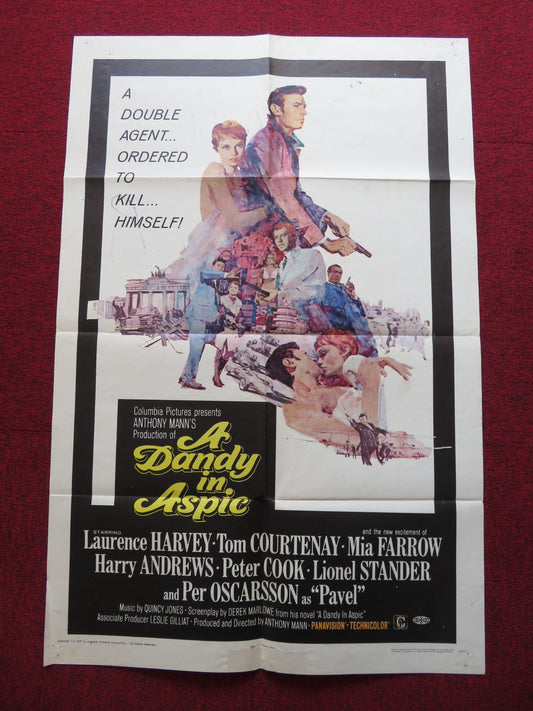 A
DOUBLE
AGENT...
ORDERED
TO
KILL...
HIMSELF!
Columbia Pictures presents
ANTHONY MANN'S
Production of
A
Dandy
in
Aspic
STARRING
and the new excitement of
Laurence HARVEY · Tom COURTENAY · Mia FARROW
Harry ANDREWS · Peter COOK · Lionel STANDER
and Per OSCARSSON as "Pavel"
Music by QUINCY JONES · Screenplay by DEREK MARLOWE from his novel "A Dandy In Aspic"
Associate Producer LESLIE GILLIAT · Produced and Directed by ANTHONY MANN · PANAVISION · TECHNICOLOR